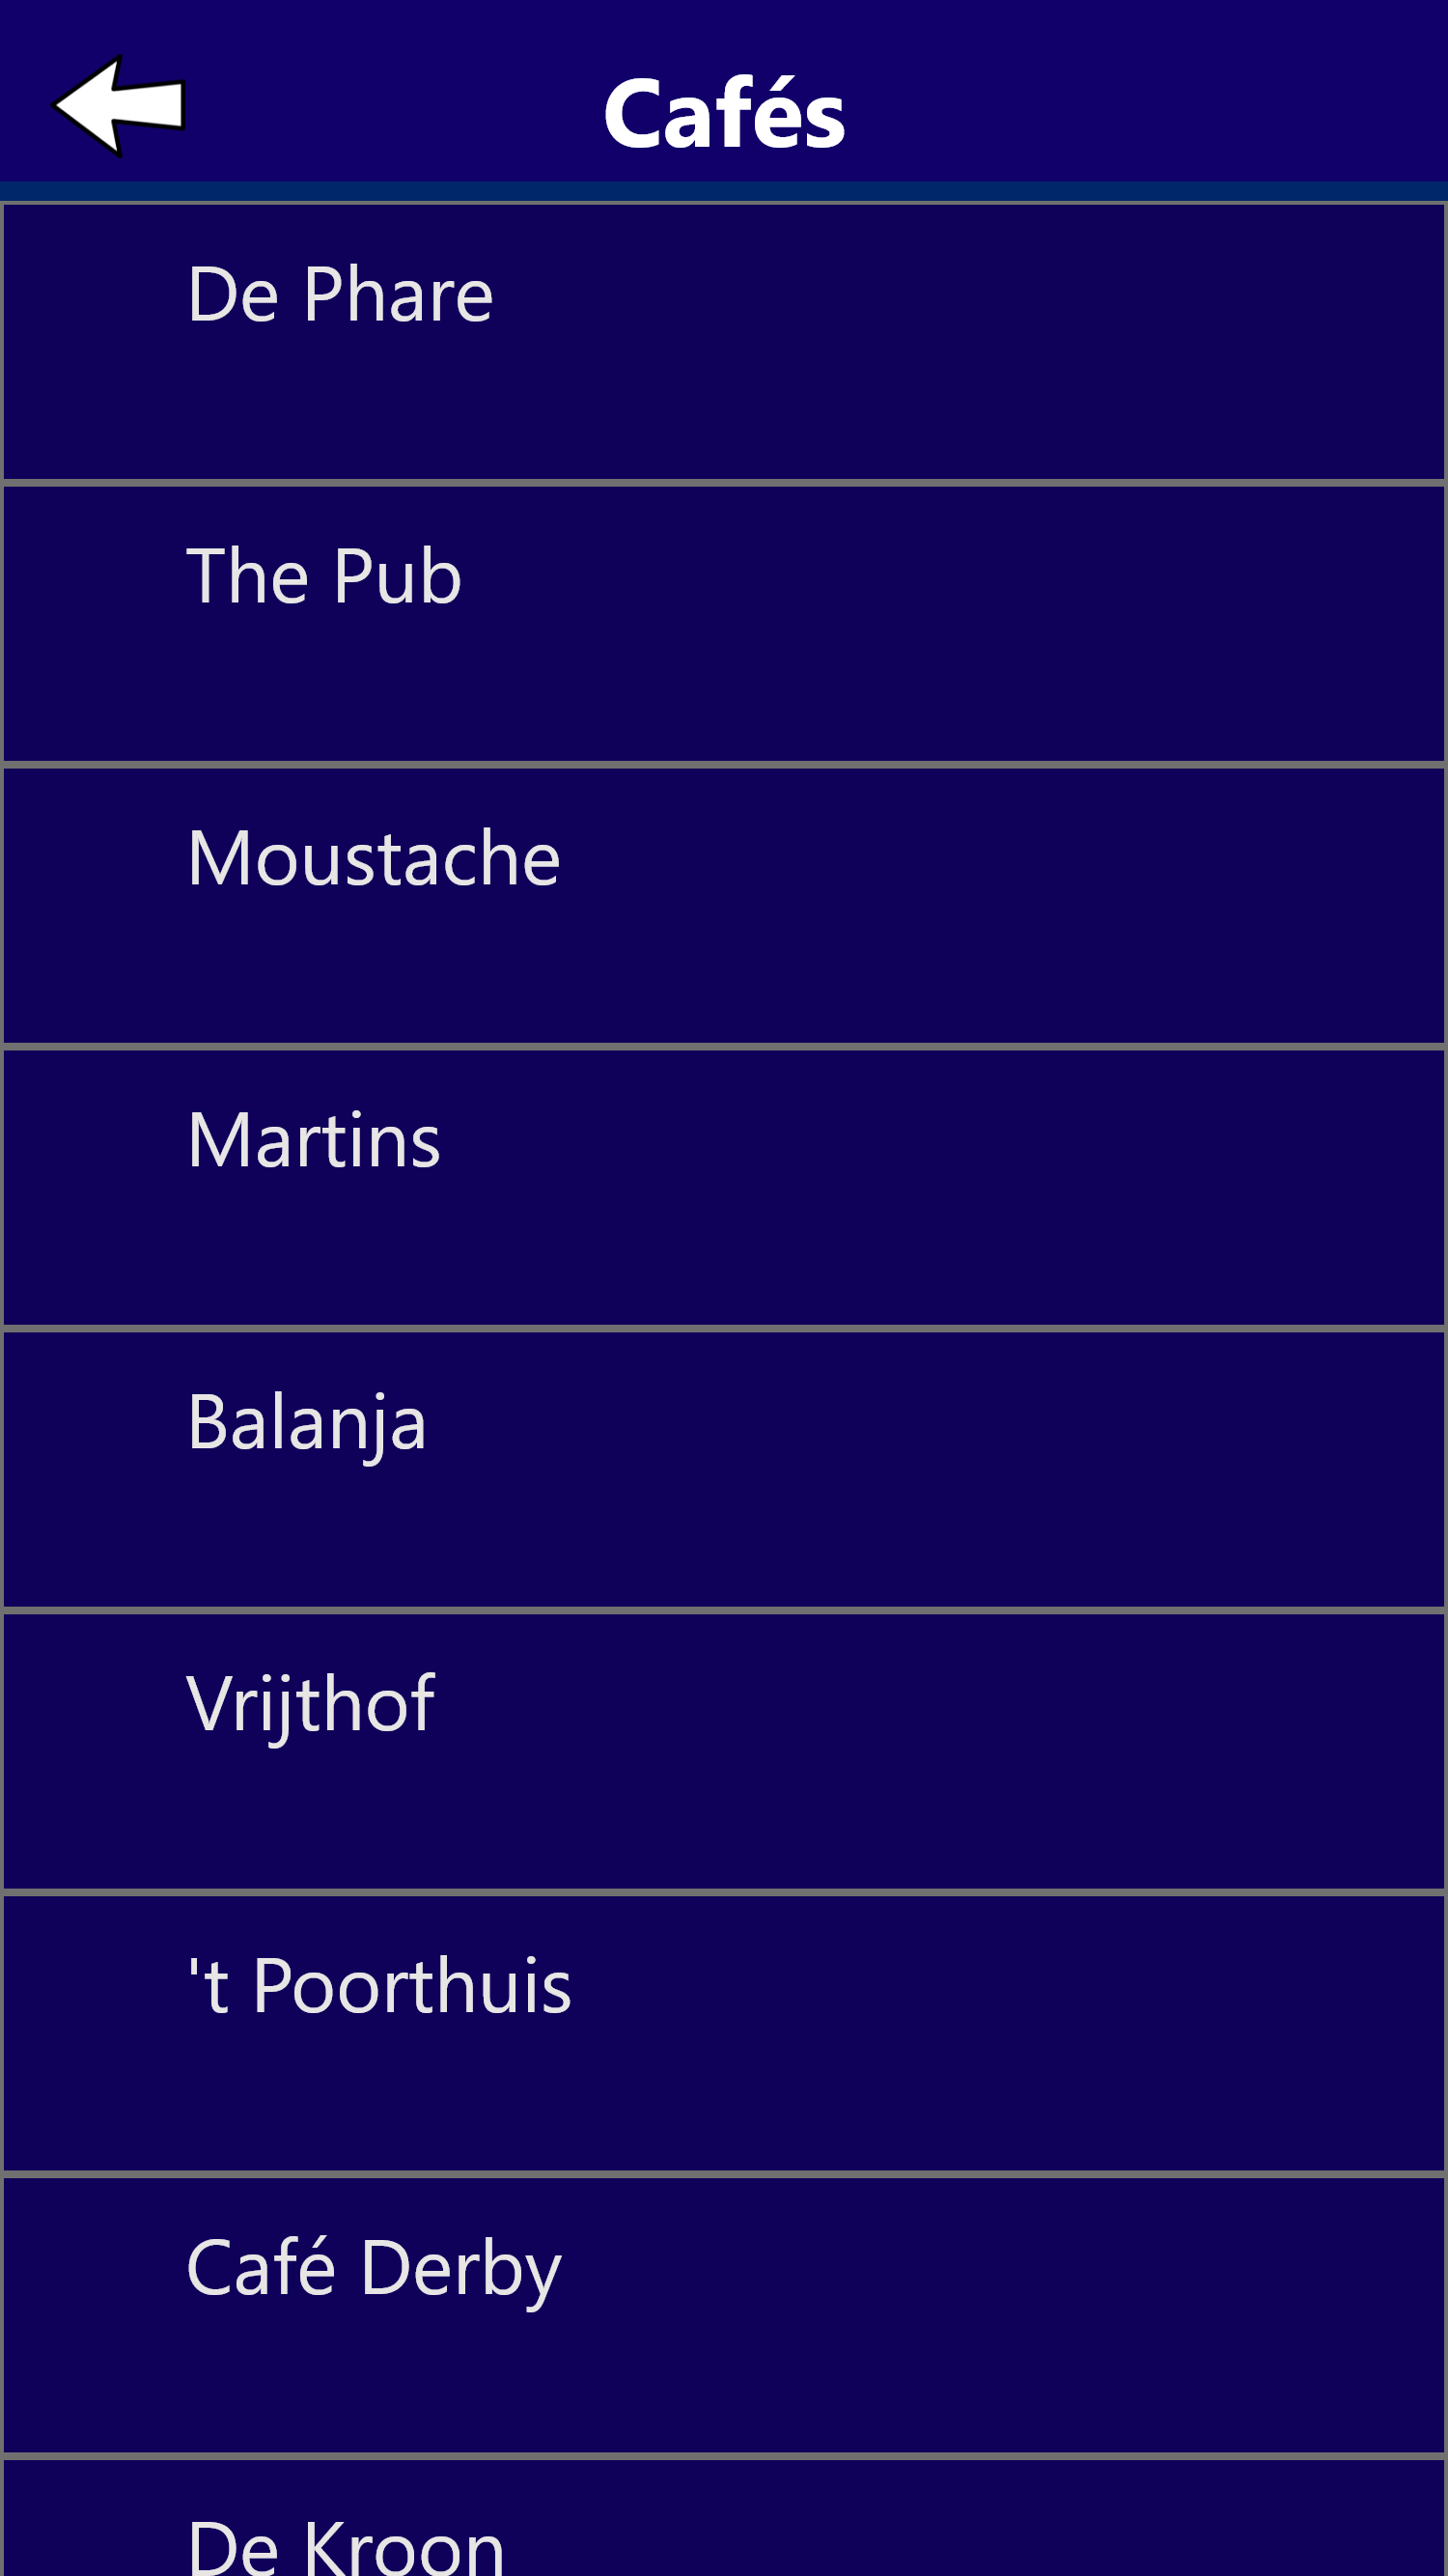 Cafés
De Phare
The Pub
Moustache
Martins
Balanja
Vrijthof
't Poorthuis
Café Derby
De Kroon